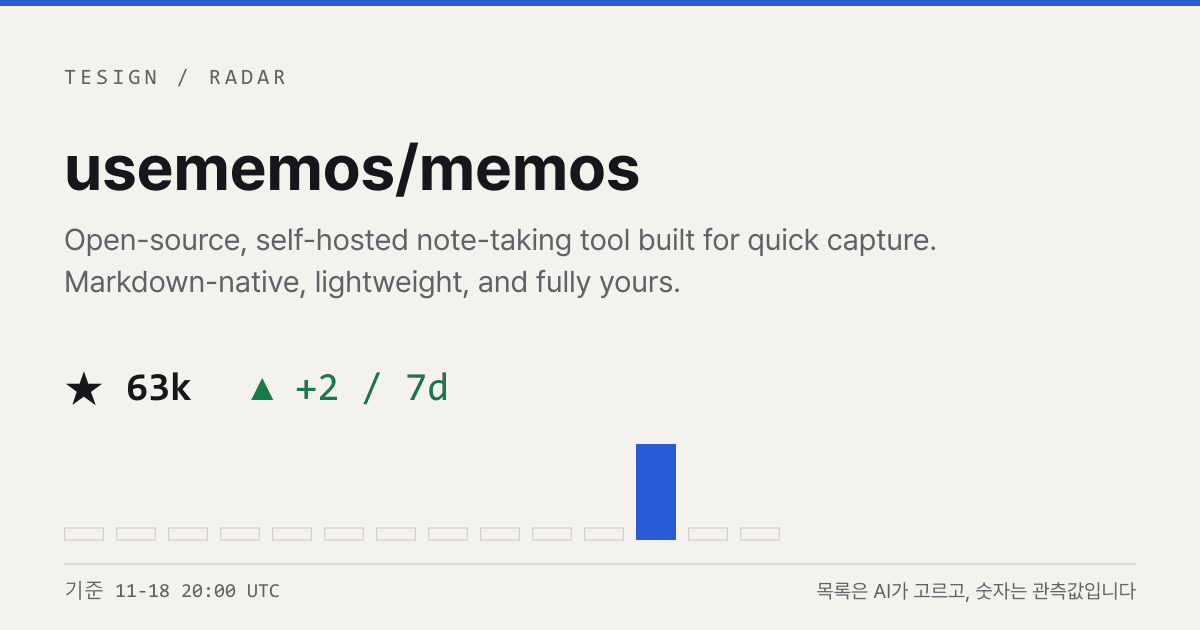 TESIGN / RADAR
usememos/memos
Open-source, self-hosted note-taking tool built for quick capture.
Markdown-native, lightweight, and fully yours.
★ 63k ▲ +2 / 7d
기준 11-18 20:00 UTC
목록은 AI가 고르고, 숫자는 관측값입니다